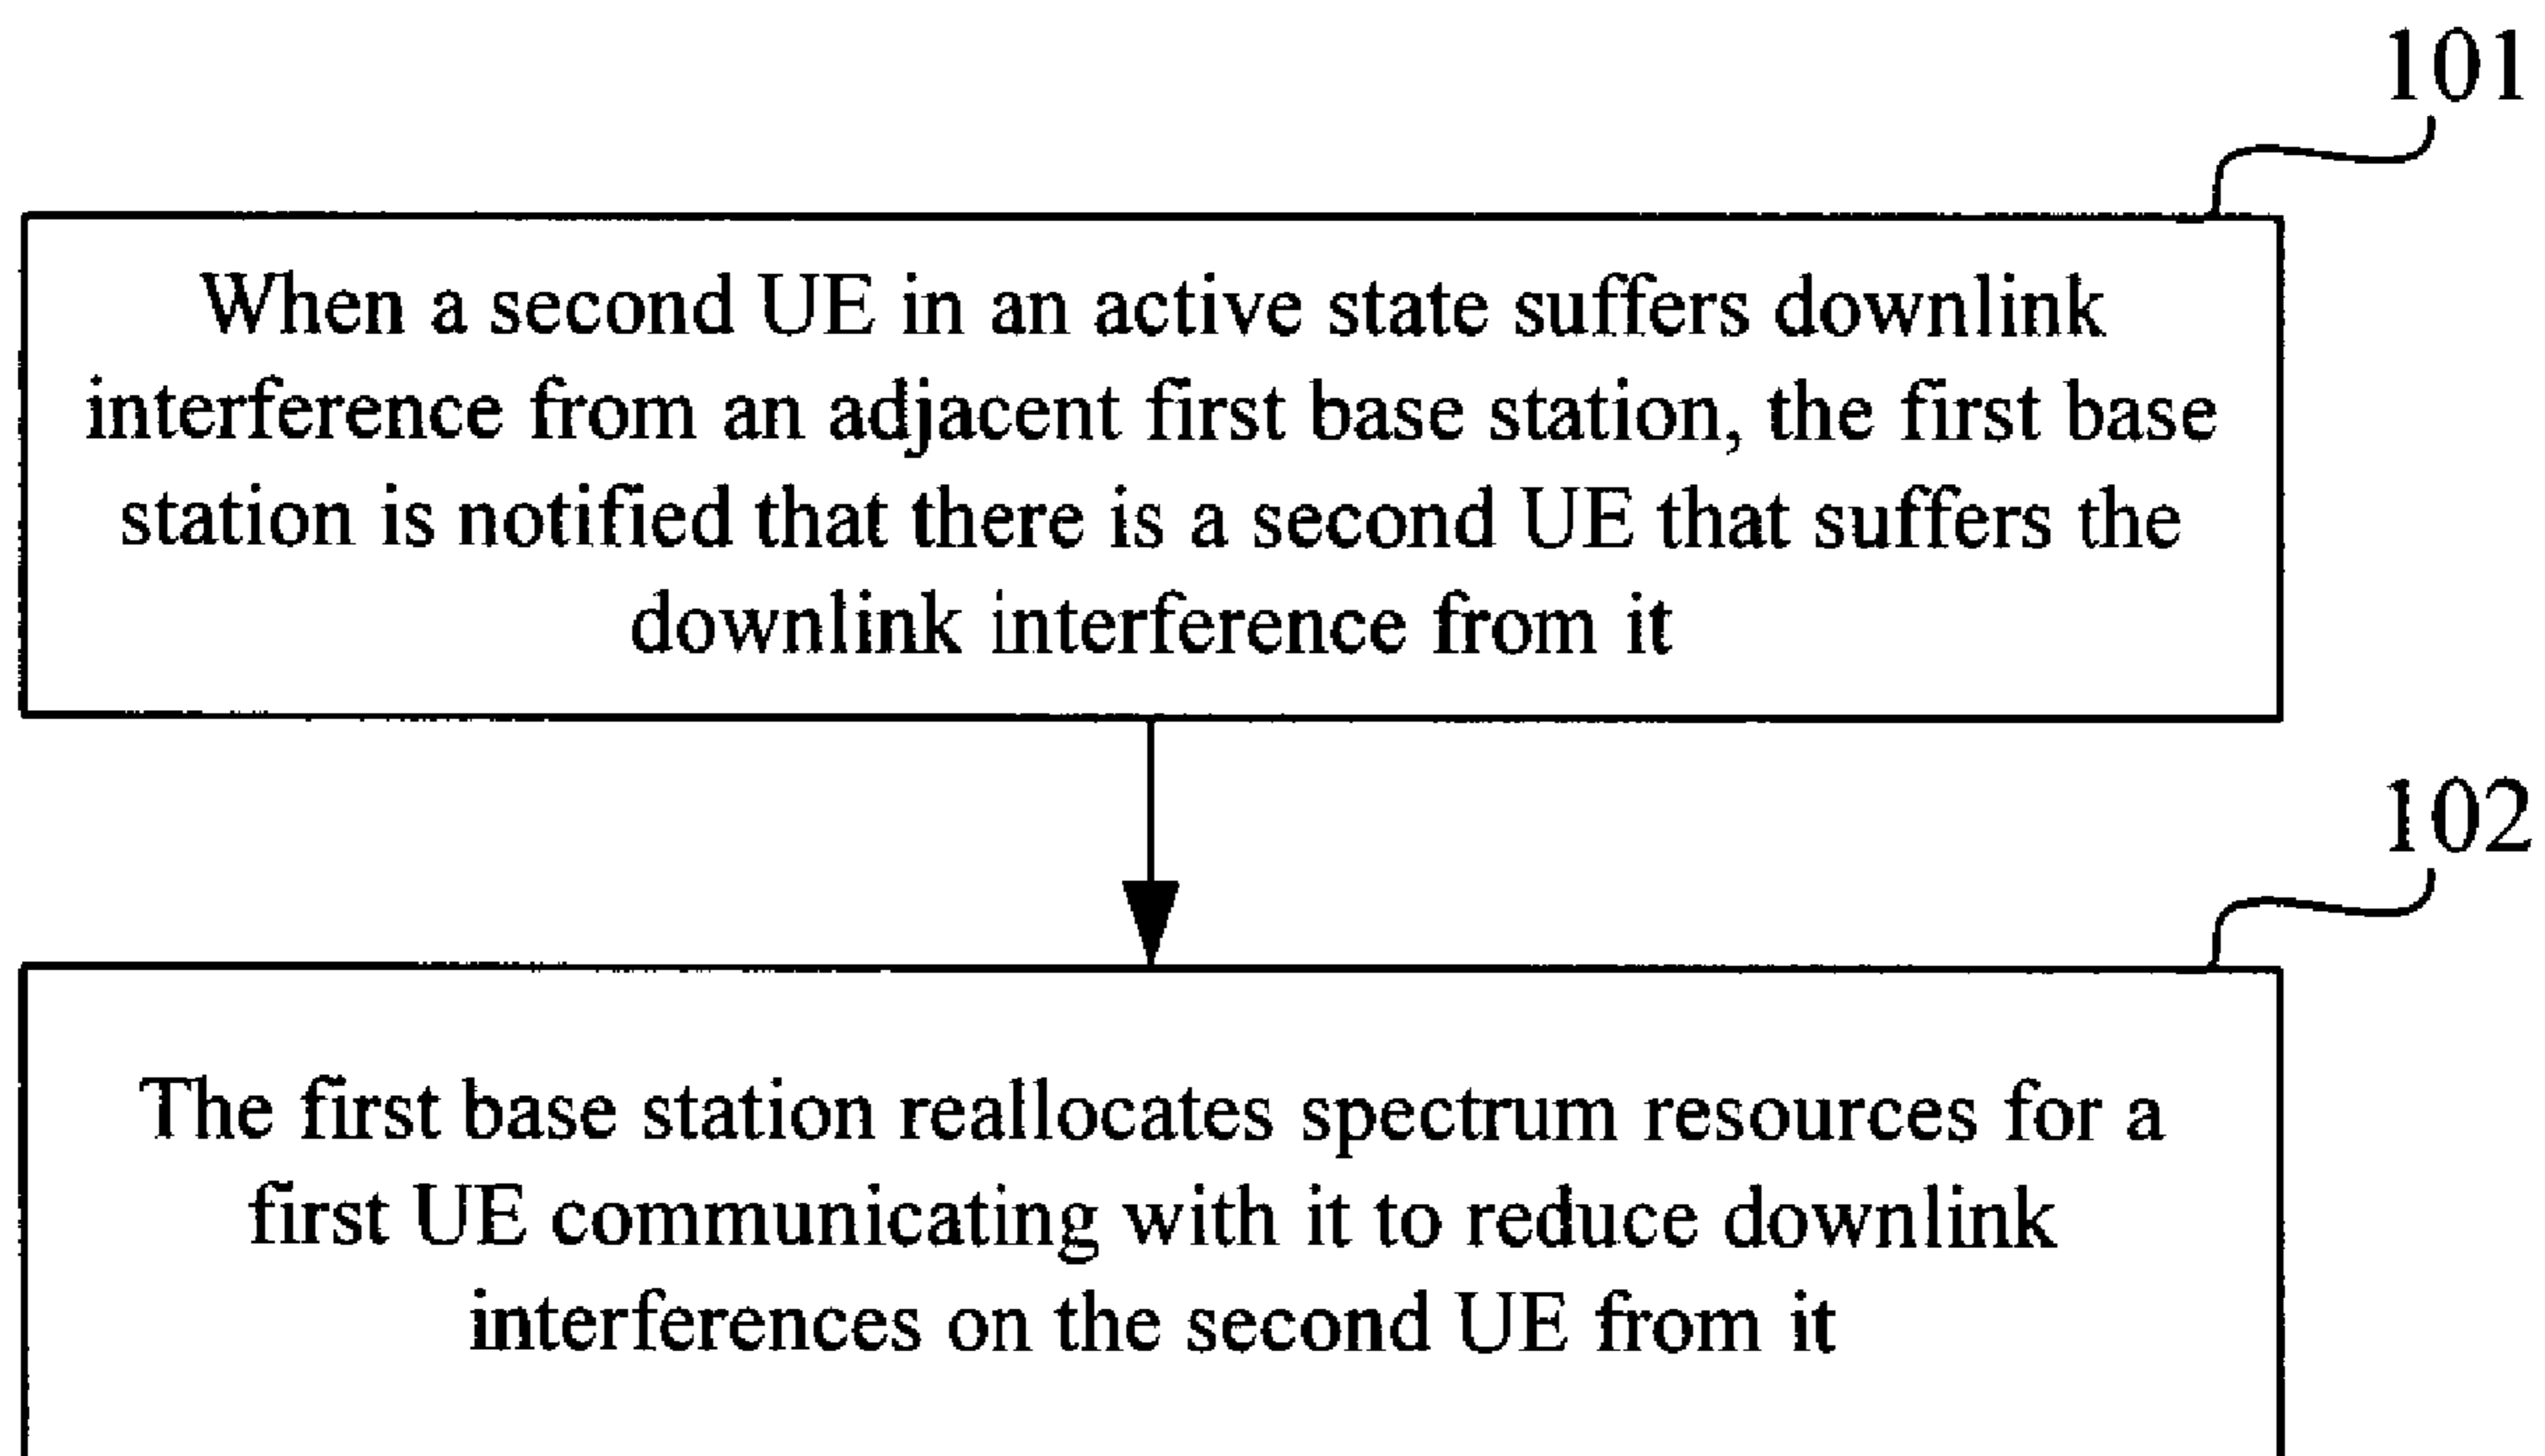 101
When a second UE in an active state suffers downlink
interference from an adjacent first base station, the first base
station is notified that there is a second UE that suffers the
downlink interference from it
102
The first base station reallocates spectrum resources for a
first UE communicating with it to reduce downlink
interferences on the second UE from it